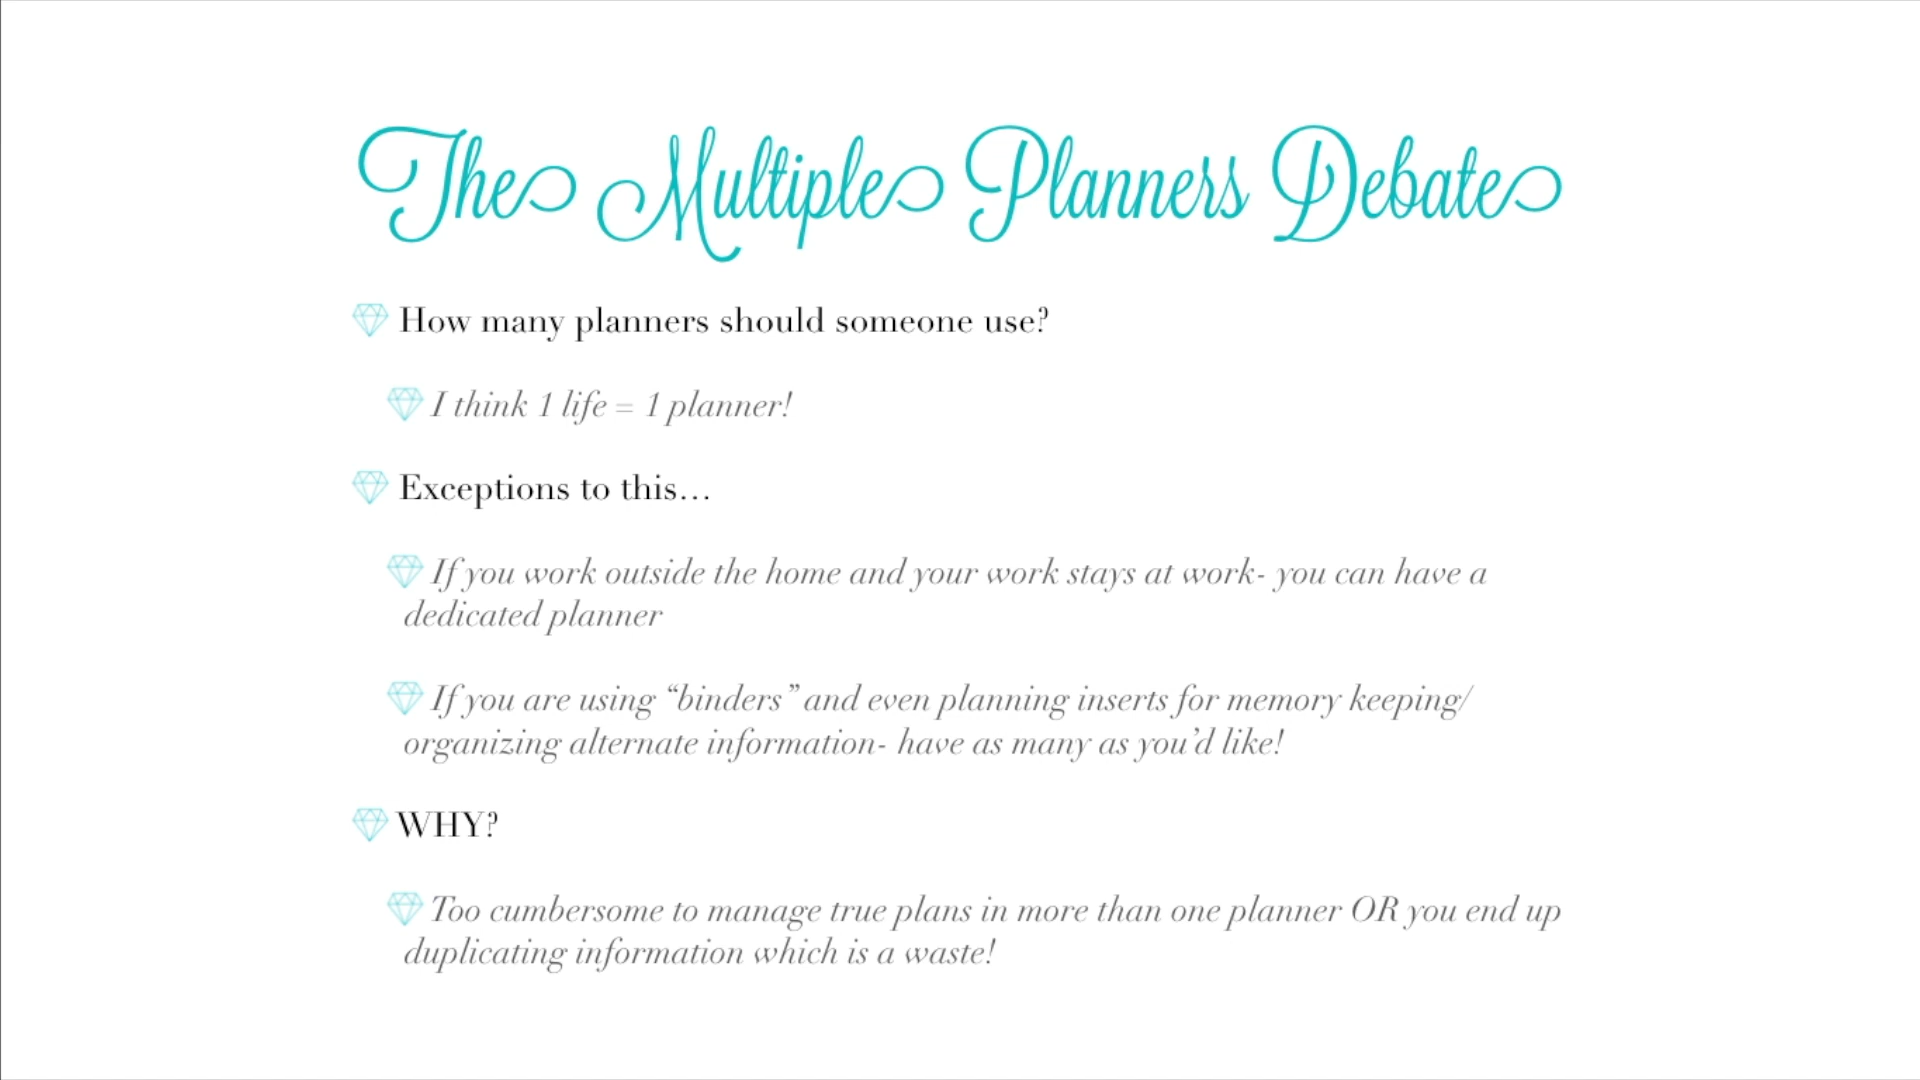 The Multiple Planners Debate
How many planners should someone use?
I think 1 life = 1 planner!
Exceptions to this...
If you work outside the home and your work stays at work- you can have a
dedicated planner
If you are using “binders” and even planning inserts for memory keeping/
organizing alternate information- have as many as you’d like!
WHY?
Too cumbersome to manage true plans in more than one planner OR you end up
duplicating information which is a waste!